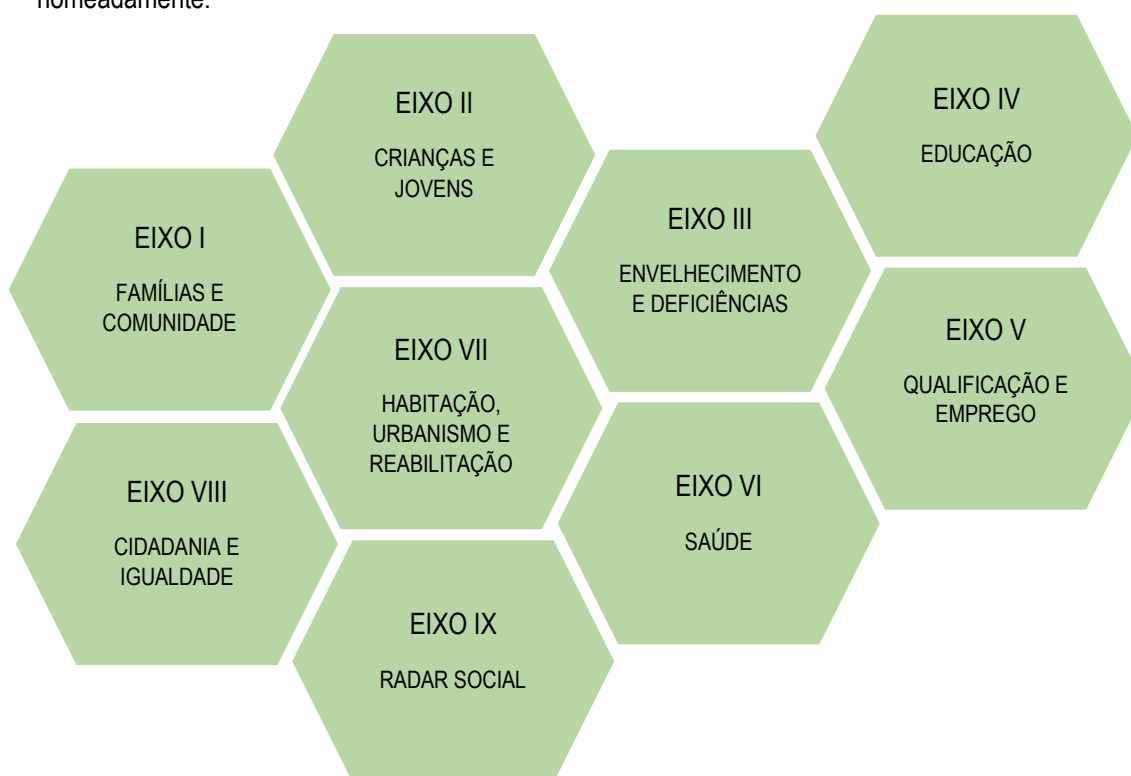 nomeadamente:
EIXO I
FAMÍLIAS E
COMUNIDADE
EIXO II
CRIANÇAS E
JOVENS
EIXO III
ENVELHECIMENTO
E DEFICIÊNCIAS
EIXO IV
EDUCAÇÃO
EIXO V
QUALIFICAÇÃO E
EMPREGO
EIXO VI
SAÚDE
EIXO VII
HABITAÇÃO,
URBANISMO E
REABILITAÇÃO
EIXO VIII
CIDADANIA E
IGUALDADE
EIXO IX
RADAR SOCIAL